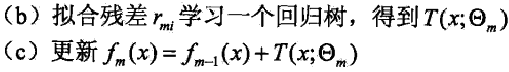 （b）拟合残差 r_{mi} 学习一个回归树，得到 T(x;Θ_m)
（c）更新 f_m(x)=f_{m-1}(x)+T(x;Θ_m)